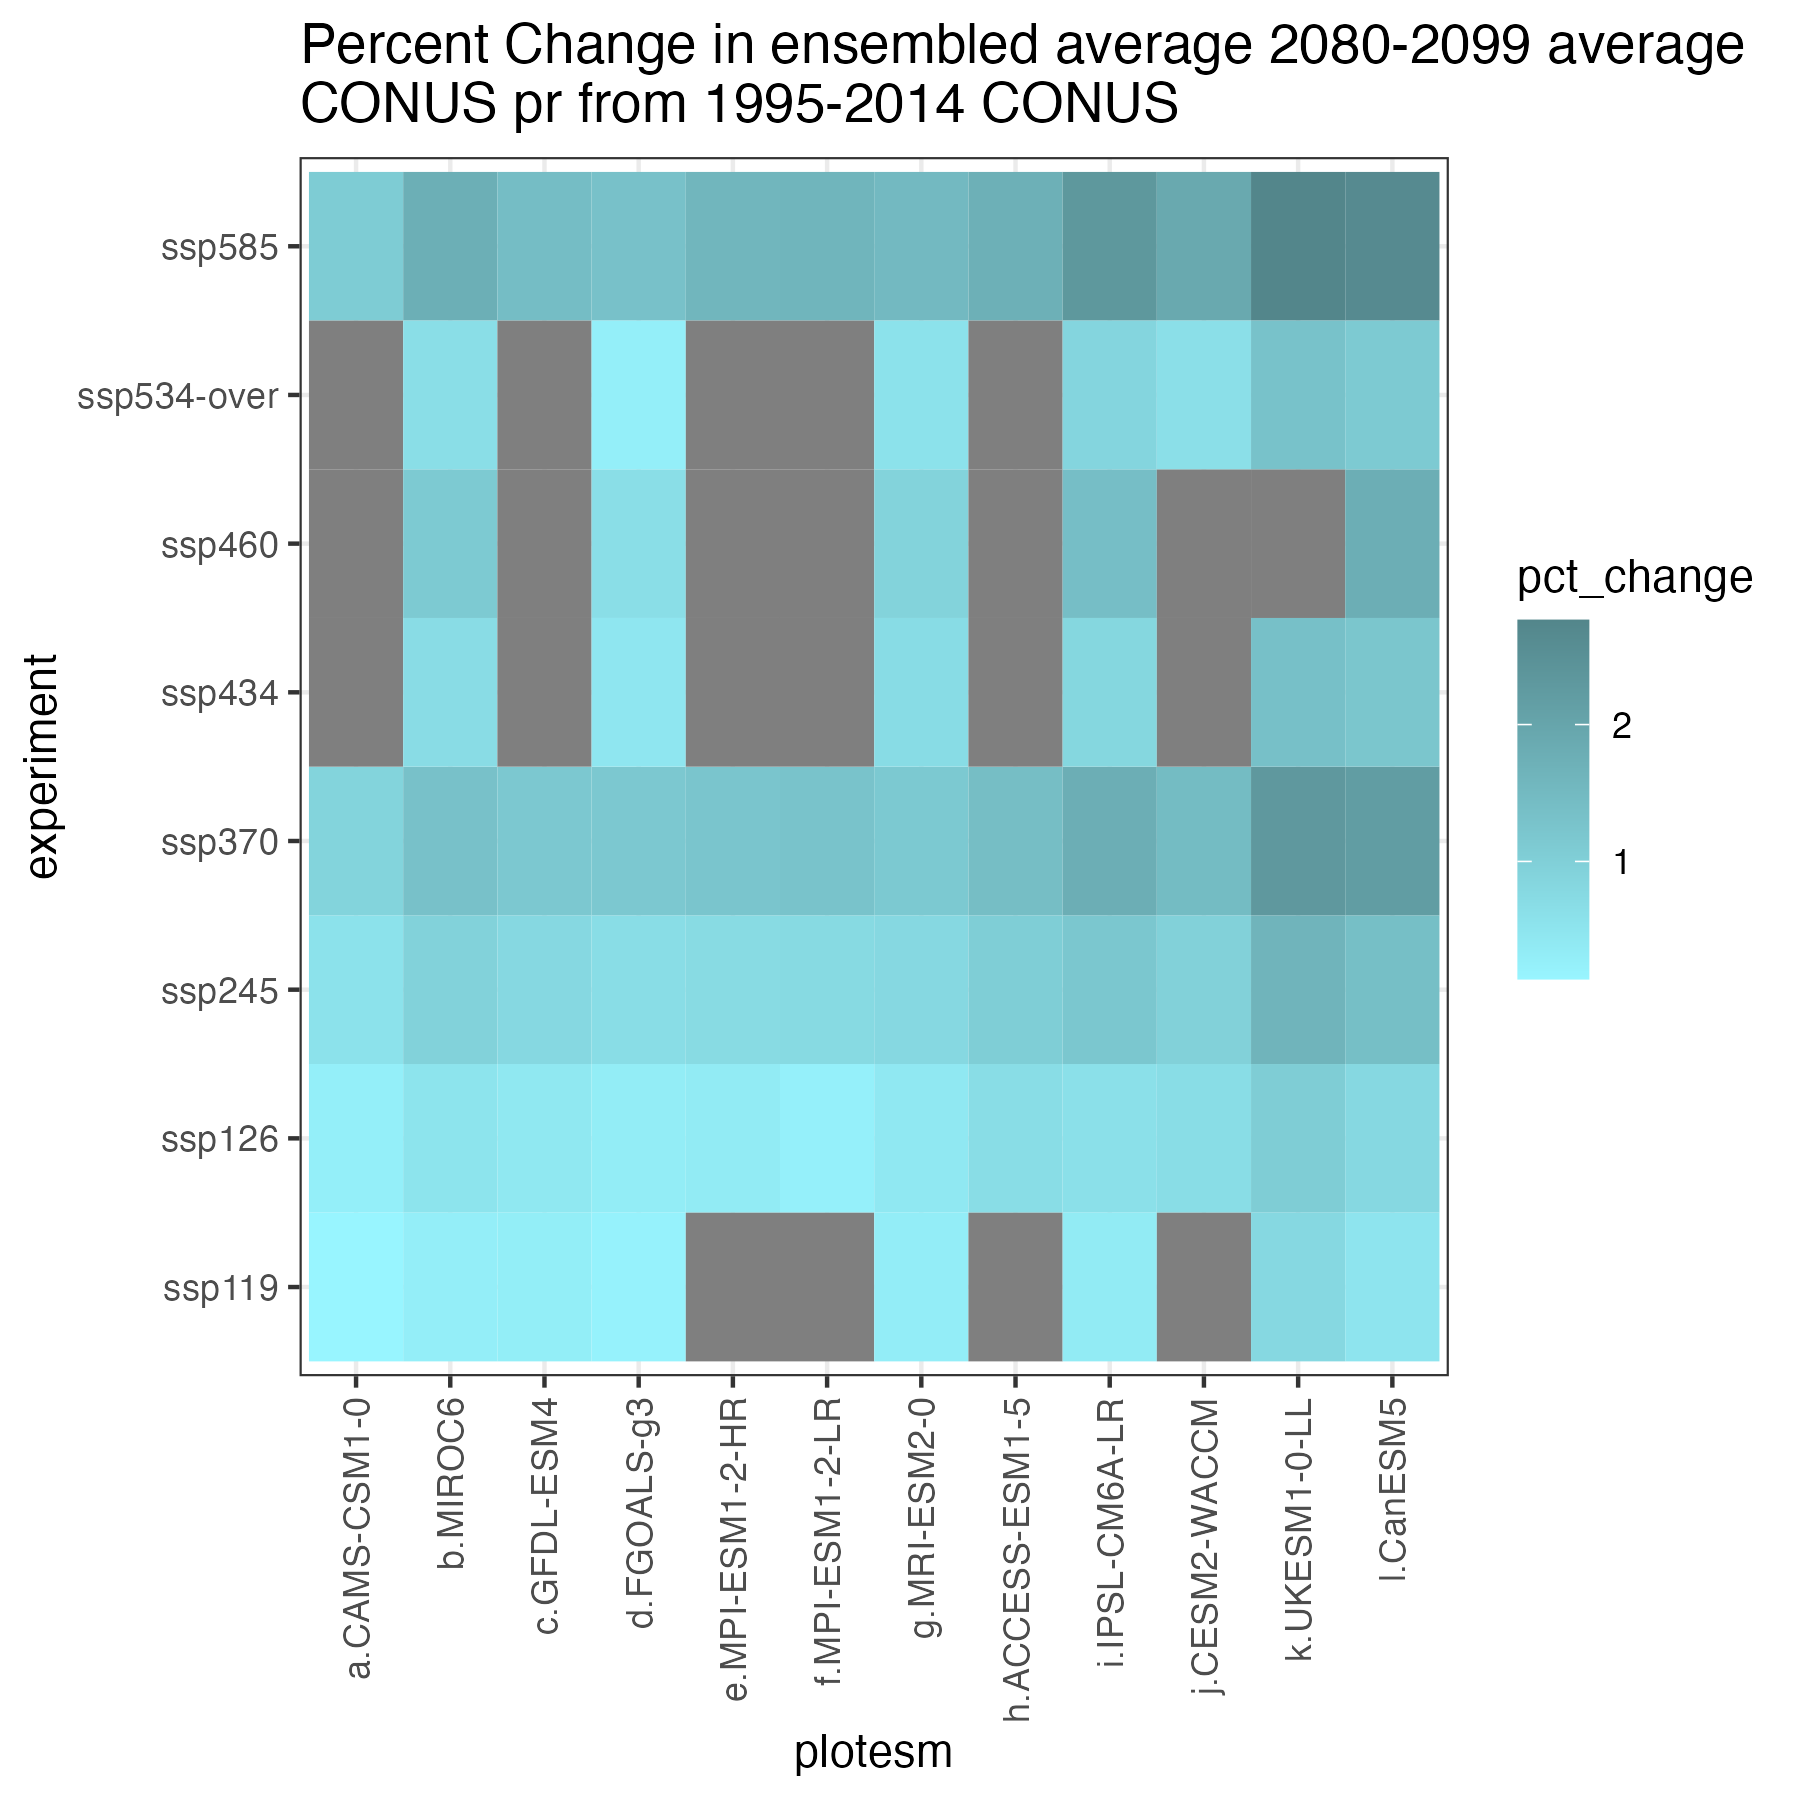 Percent Change in ensembled average 2080-2099 average
CONUS pr from 1995-2014 CONUS
experiment
ssp585
ssp534-over
ssp460
ssp434
ssp370
ssp245
ssp126
ssp119
a.CAMS-CSM1-0
b.MIROC6
c.GFDL-ESM4
d.FGOALS-g3
e.MPI-ESM1-2-HR
f.MPI-ESM1-2-LR
g.MRI-ESM2-0
h.ACCESS-ESM1-5
i.IPSL-CM6A-LR
j.CESM2-WACCM
k.UKESM1-0-LL
l.CanESM5
plotesm
pct_change
2
1